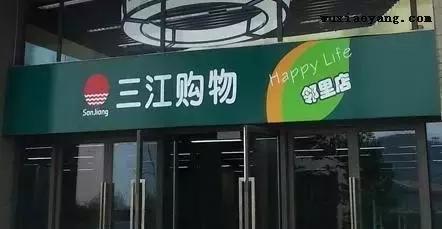 wuxiaoyang.com
三江购物
SanJiang
Happy Life
邻里店